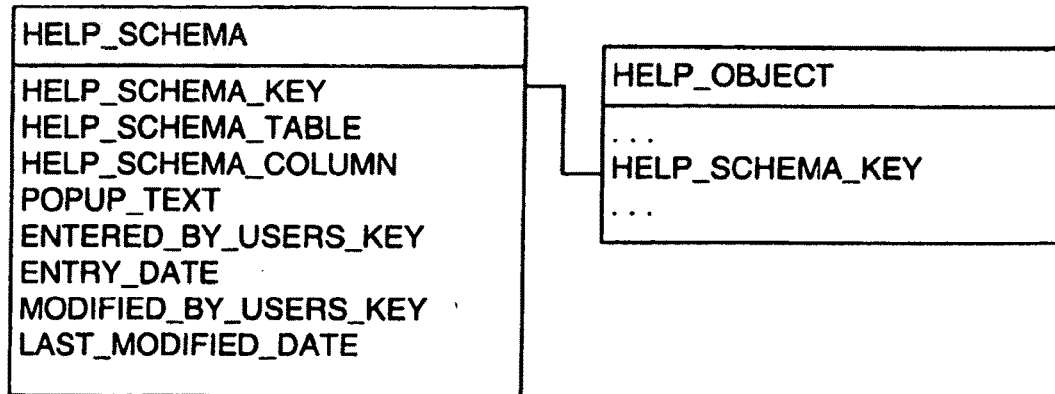 HELP_SCHEMA
HELP_SCHEMA_KEY
HELP_SCHEMA_TABLE
HELP_SCHEMA_COLUMN
POPUP_TEXT
ENTERED_BY_USERS_KEY
ENTRY_DATE
MODIFIED_BY_USERS_KEY
LAST_MODIFIED_DATE
HELP_OBJECT
. . .
HELP_SCHEMA_KEY
. . .